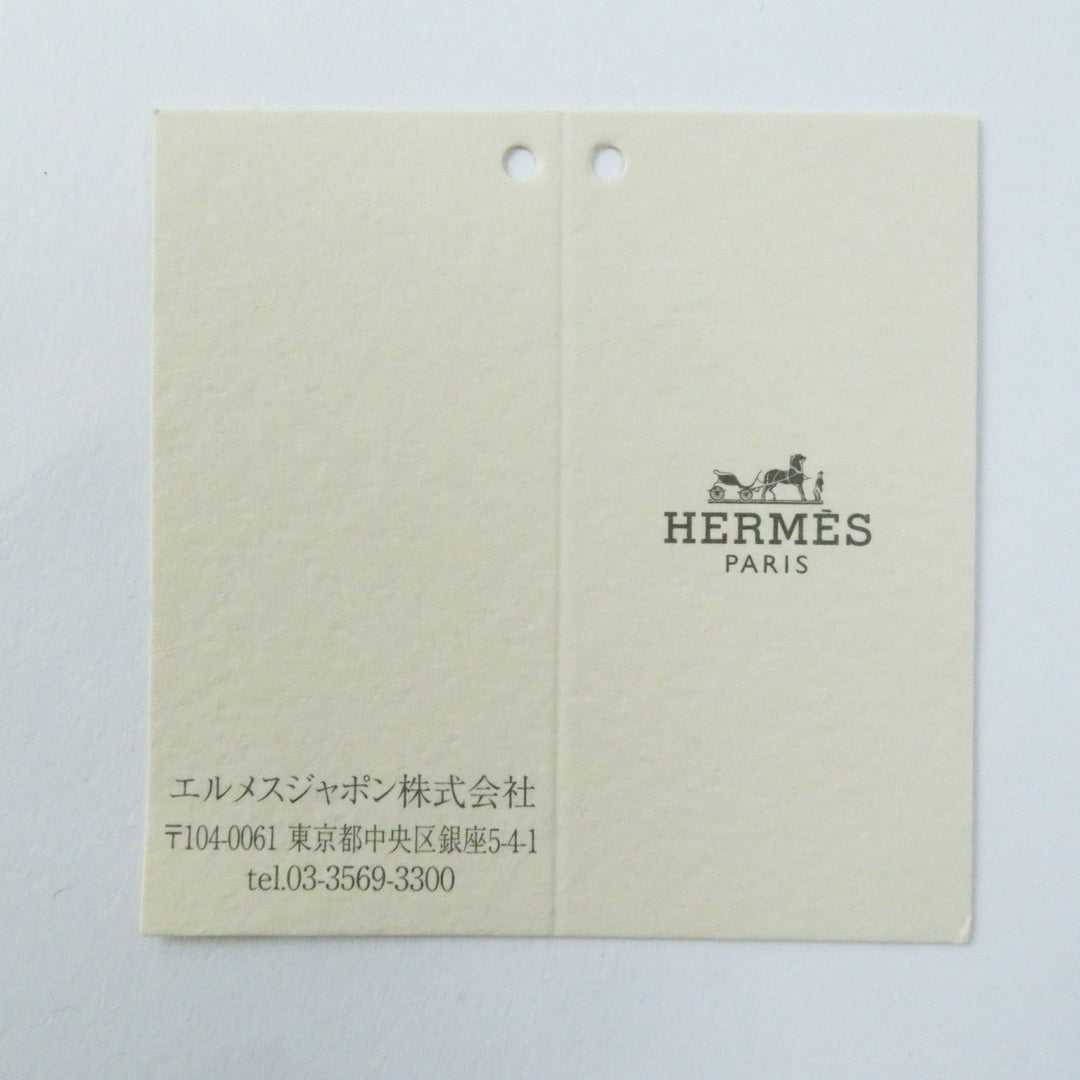 エルメスジャポン株式会社
〒104-0061 東京都中央区銀座5-4-1
tel.03-3569-3300
HERMÈS
PARIS